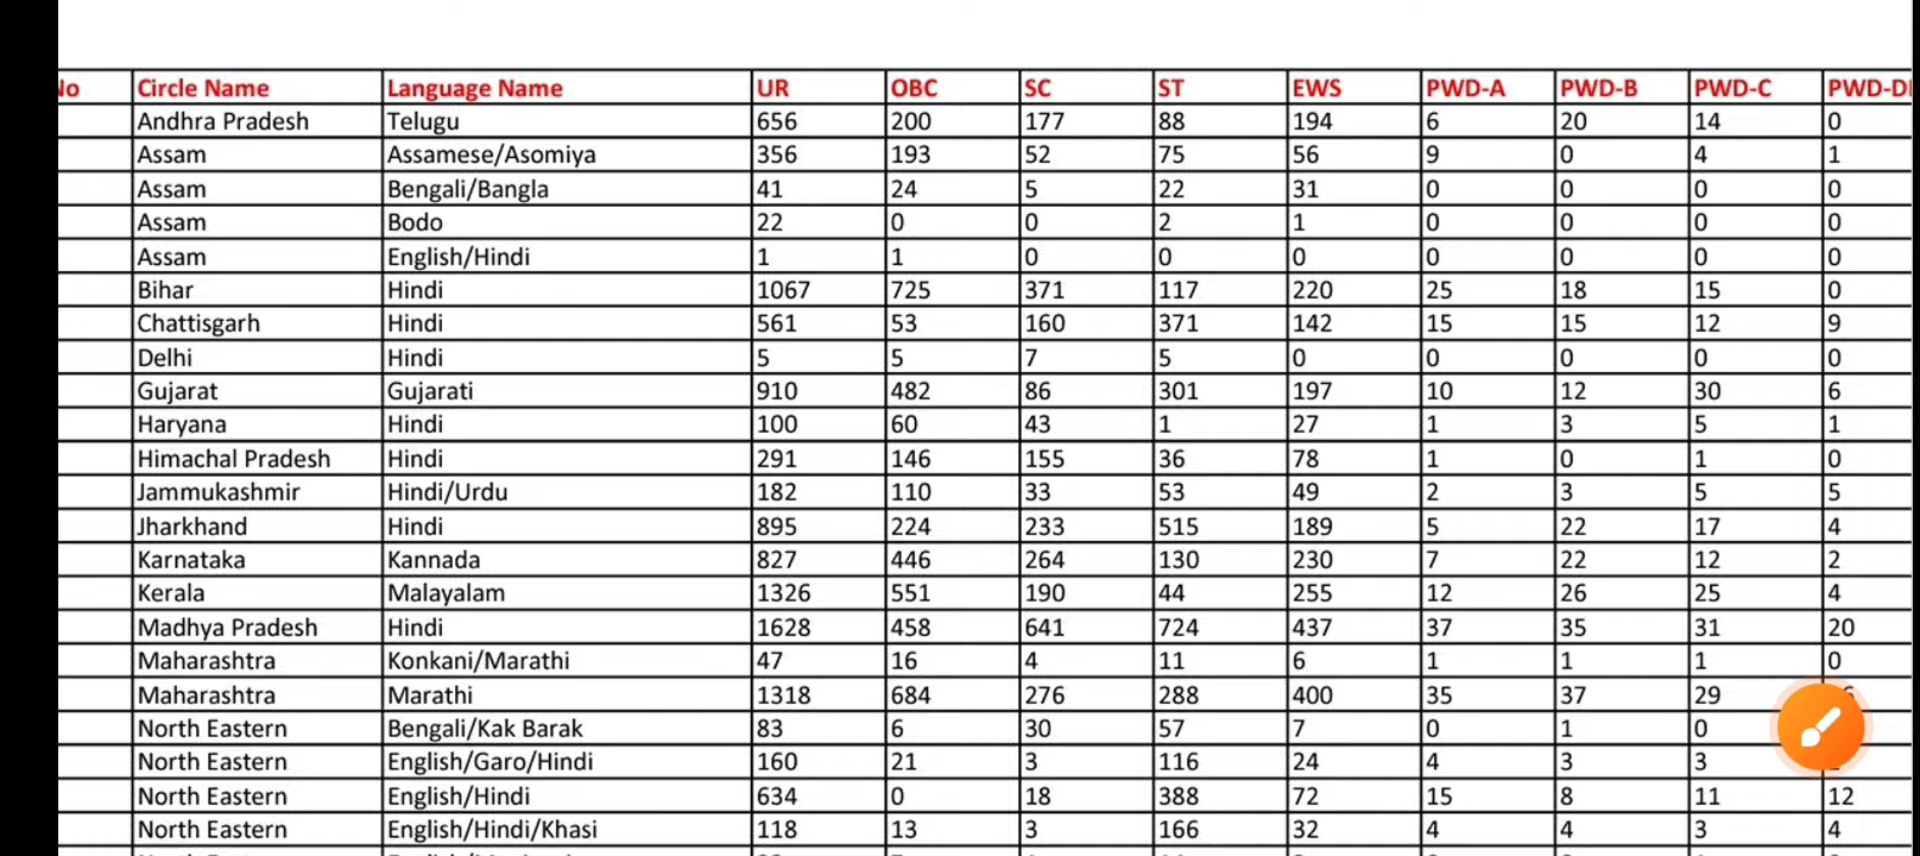 No Circle Name Language Name UR OBC SC ST EWS PWD-A PWD-B PWD-C
Andhra Pradesh Telugu 656 200 177 88 194 6 20 14 0
Assam Assamese/Asomiya 356 193 52 75 56 9 0 4 1
Assam Bengali/Bangla 41 24 5 22 31 0 0 0 0
Assam Bodo 22 0 0 2 1 0 0 0 0
Assam English/Hindi 1 1 0 0 0 0 0 0 0
Bihar Hindi 1067 725 371 117 220 25 18 15 0
Chattisgarh Hindi 561 53 160 371 142 15 15 12 9
Delhi Hindi 5 5 7 5 0 0 0 0 0
Gujarat Gujarati 910 482 86 301 197 10 12 30 6
Haryana Hindi 100 60 43 1 27 1 3 5 1
Himachal Pradesh Hindi 291 146 155 36 78 1 0 1 0
Jammukashmir Hindi/Urdu 182 110 33 53 49 2 3 5 5
Jharkhand Hindi 895 224 233 515 189 5 22 17 4
Karnataka Kannada 827 446 264 130 230 7 22 12 2
Kerala Malayalam 1326 551 190 44 255 12 26 25 4
Madhya Pradesh Hindi 1628 458 641 724 437 37 35 31 20
Maharashtra Konkani/Marathi 47 16 4 11 6 1 1 1 0
Maharashtra Marathi 1318 684 276 288 400 35 37 29
North Eastern Bengali/Kak Barak 83 6 30 57 7 0 1 0
North Eastern English/Garo/Hindi 160 21 3 116 24 4 3 3
North Eastern English/Hindi 634 0 18 388 72 15 8 11 12
North Eastern English/Hindi/Khasi 118 13 3 166 32 4 4 3 4